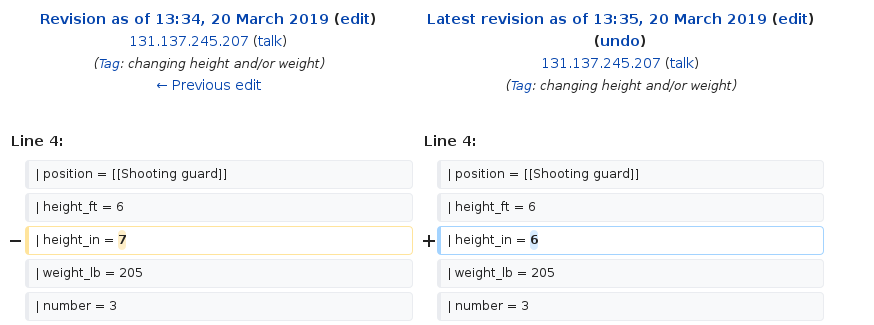 Revision as of 13:34, 20 March 2019 (edit)
131.137.245.207 (talk)
(Tag: changing height and/or weight)
← Previous edit
Latest revision as of 13:35, 20 March 2019 (edit)
(undo)
131.137.245.207 (talk)
(Tag: changing height and/or weight)
Line 4:
| position = [[Shooting guard]]
| height_ft = 6
− | height_in = 7
| weight_lb = 205
| number = 3
Line 4:
| position = [[Shooting guard]]
| height_ft = 6
+ | height_in = 6
| weight_lb = 205
| number = 3